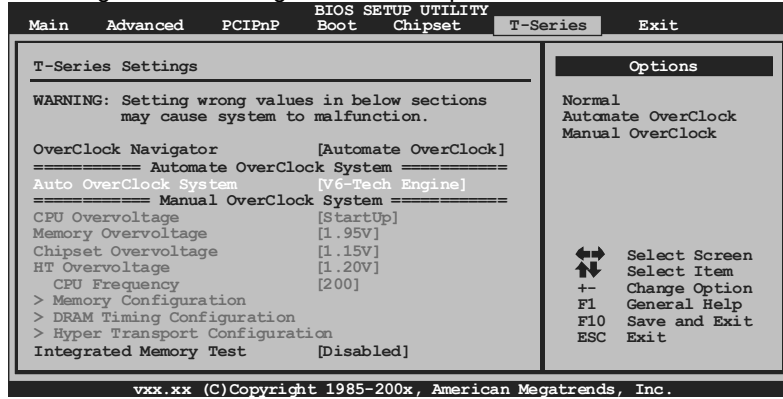 BIOS SETUP UTILITY
Main Advanced PCIPnP Boot Chipset T-Series Exit
T-Series Settings
WARNING: Setting wrong values in below sections
may cause system to malfunction.
OverClock Navigator [Automate OverClock]
=========== Automate OverClock System ===========
Auto OverClock System [V6-Tech Engine]
============ Manual OverClock System ============
CPU Overvoltage [StartUp]
Memory Overvoltage [1.95V]
Chipset Overvoltage [1.15V]
HT Overvoltage [1.20V]
CPU Frequency [200]
> Memory Configuration
> DRAM Timing Configuration
> Hyper Transport Configuration
Integrated Memory Test [Disabled]
Options
Normal
Automate OverClock
Manual OverClock
Select Screen
Select Item
+- Change Option
F1 General Help
F10 Save and Exit
ESC Exit
vxx.xx (C)Copyright 1985-200x, American Megatrends, Inc.